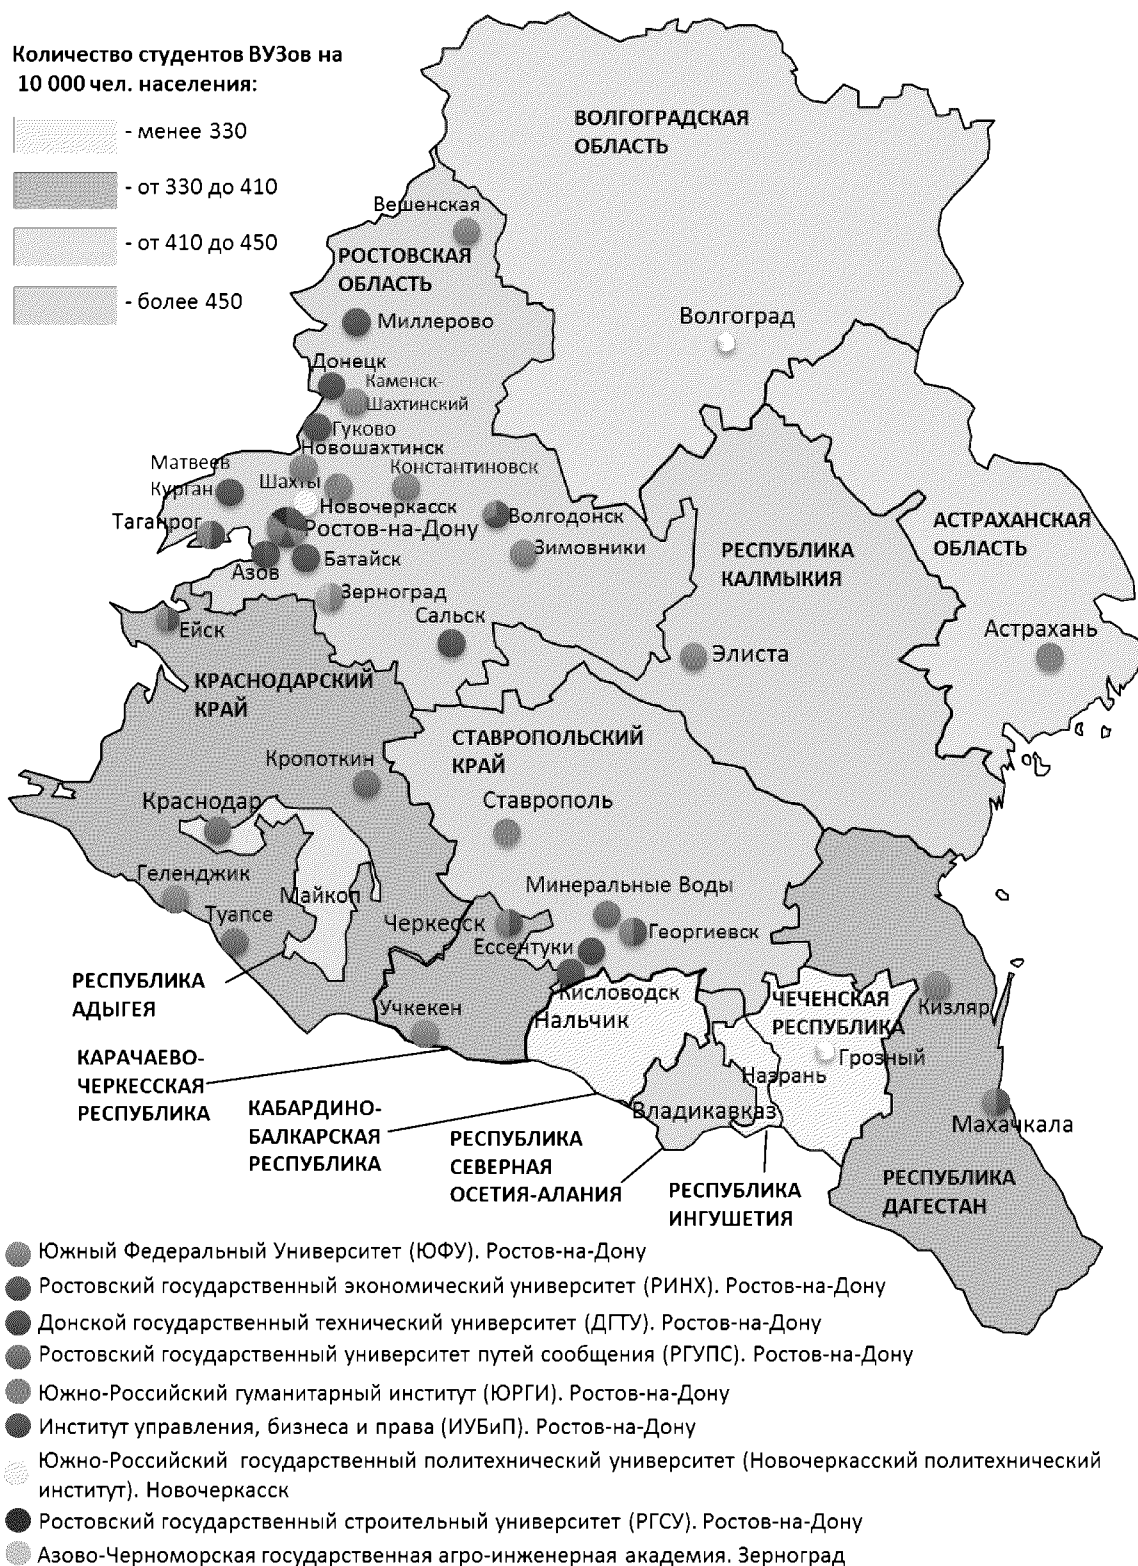 Количество студентов ВУЗов на
10 000 чел. населения:
- менее 330
- от 330 до 410
- от 410 до 450
- более 450
ВОЛГОГРАДСКАЯ
ОБЛАСТЬ
Вешенская
РОСТОВСКАЯ
ОБЛАСТЬ
Миллерово
Волгоград
Донецк
Каменск-
Шахтинский
Гуково
Новошахтинск
Матвеев
Курган
Шахты
Константиновск
Новочеркасск
Таганрог
Ростов-на-Дону
Волгодонск
Азов
Батайск
Зимовники
РЕСПУБЛИКА
КАЛМЫКИЯ
АСТРАХАНСКАЯ
ОБЛАСТЬ
Зерноград
Сальск
Ейск
Элиста
Астрахань
КРАСНОДАРСКИЙ
КРАЙ
СТАВРОПОЛЬСКИЙ
КРАЙ
Кропоткин
Краснодар
Ставрополь
Геленджик
Майкоп
Туапсе
Минеральные Воды
Черкесск
Георгиевск
Ессентуки
РЕСПУБЛИКА
АДЫГЕЯ
Кисловодск
Учкекен
Нальчик
ЧЕЧЕНСКАЯ
РЕСПУБЛИКА
Кизляр
Грозный
КАРАЧАЕВО-
ЧЕРКЕССКАЯ
РЕСПУБЛИКА
Назрань
КАБАРДИНО-
БАЛКАРСКАЯ
РЕСПУБЛИКА
Владикавказ
Махачкала
РЕСПУБЛИКА
СЕВЕРНАЯ
ОСЕТИЯ-АЛАНИЯ
РЕСПУБЛИКА
ИНГУШЕТИЯ
РЕСПУБЛИКА
ДАГЕСТАН
Южный Федеральный Университет (ЮФУ). Ростов-на-Дону
Ростовский государственный экономический университет (РИНХ). Ростов-на-Дону
Донской государственный технический университет (ДГТУ). Ростов-на-Дону
Ростовский государственный университет путей сообщения (РГУПС). Ростов-на-Дону
Южно-Российский гуманитарный институт (ЮРГИ). Ростов-на-Дону
Институт управления, бизнеса и права (ИУБиП). Ростов-на-Дону
Южно-Российский государственный политехнический университет (Новочеркасский политехнический
институт). Новочеркасск
Ростовский государственный строительный университет (РГСУ). Ростов-на-Дону
Азово-Черноморская государственная агро-инженерная академия. Зерноград